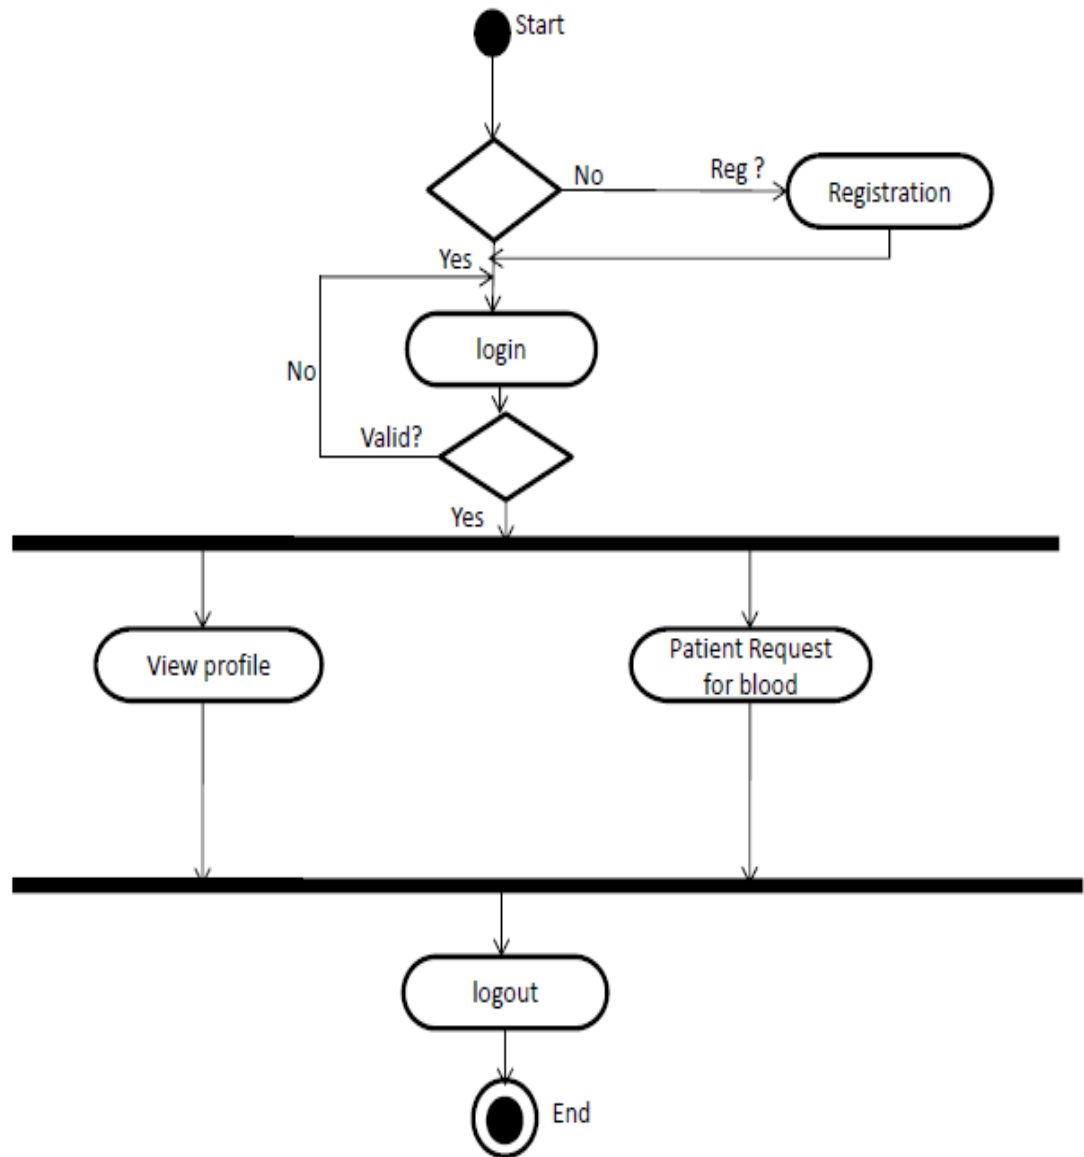 Start
No
Reg ?
Registration
Yes
login
No
Valid?
Yes
View profile
Patient Request
for blood
logout
End